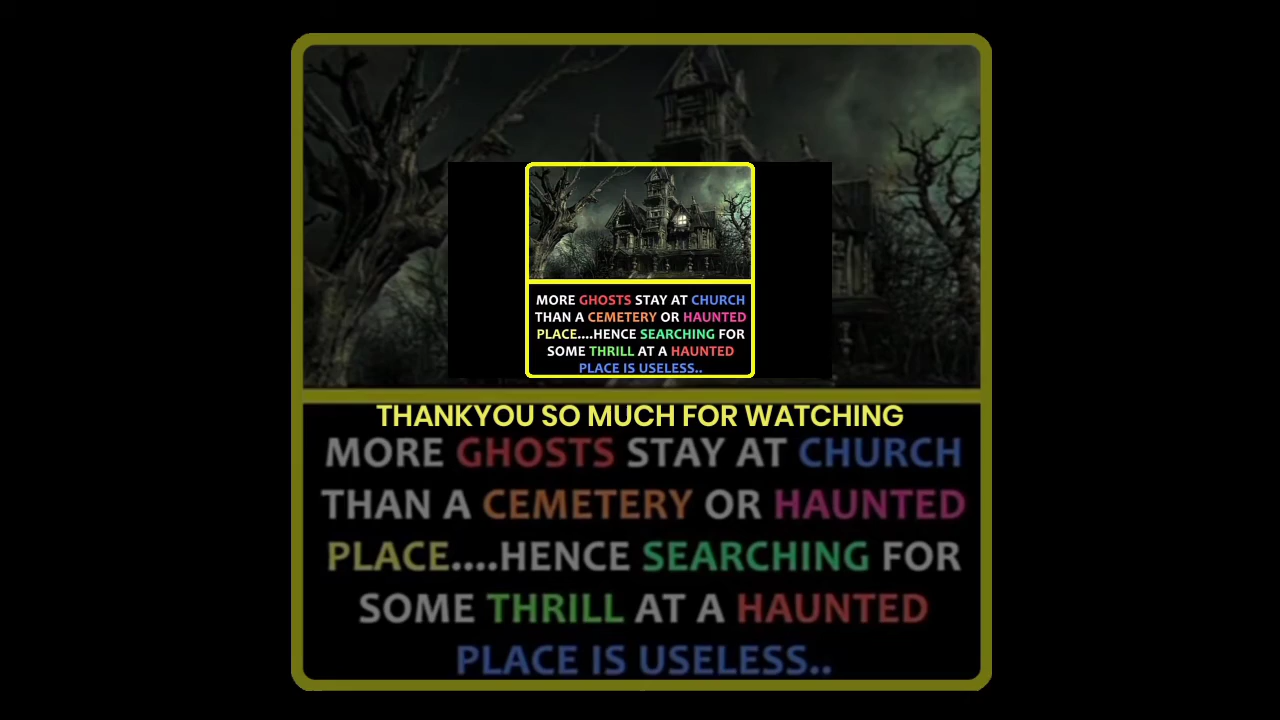 MORE GHOSTS STAY AT CHURCH
THAN A CEMETERY OR HAUNTED
PLACE....HENCE SEARCHING FOR
SOME THRILL AT A HAUNTED
PLACE IS USELESS..
THANKYOU SO MUCH FOR WATCHING
MORE GHOSTS STAY AT CHURCH
THAN A CEMETERY OR HAUNTED
PLACE....HENCE SEARCHING FOR
SOME THRILL AT A HAUNTED
PLACE IS USELESS..